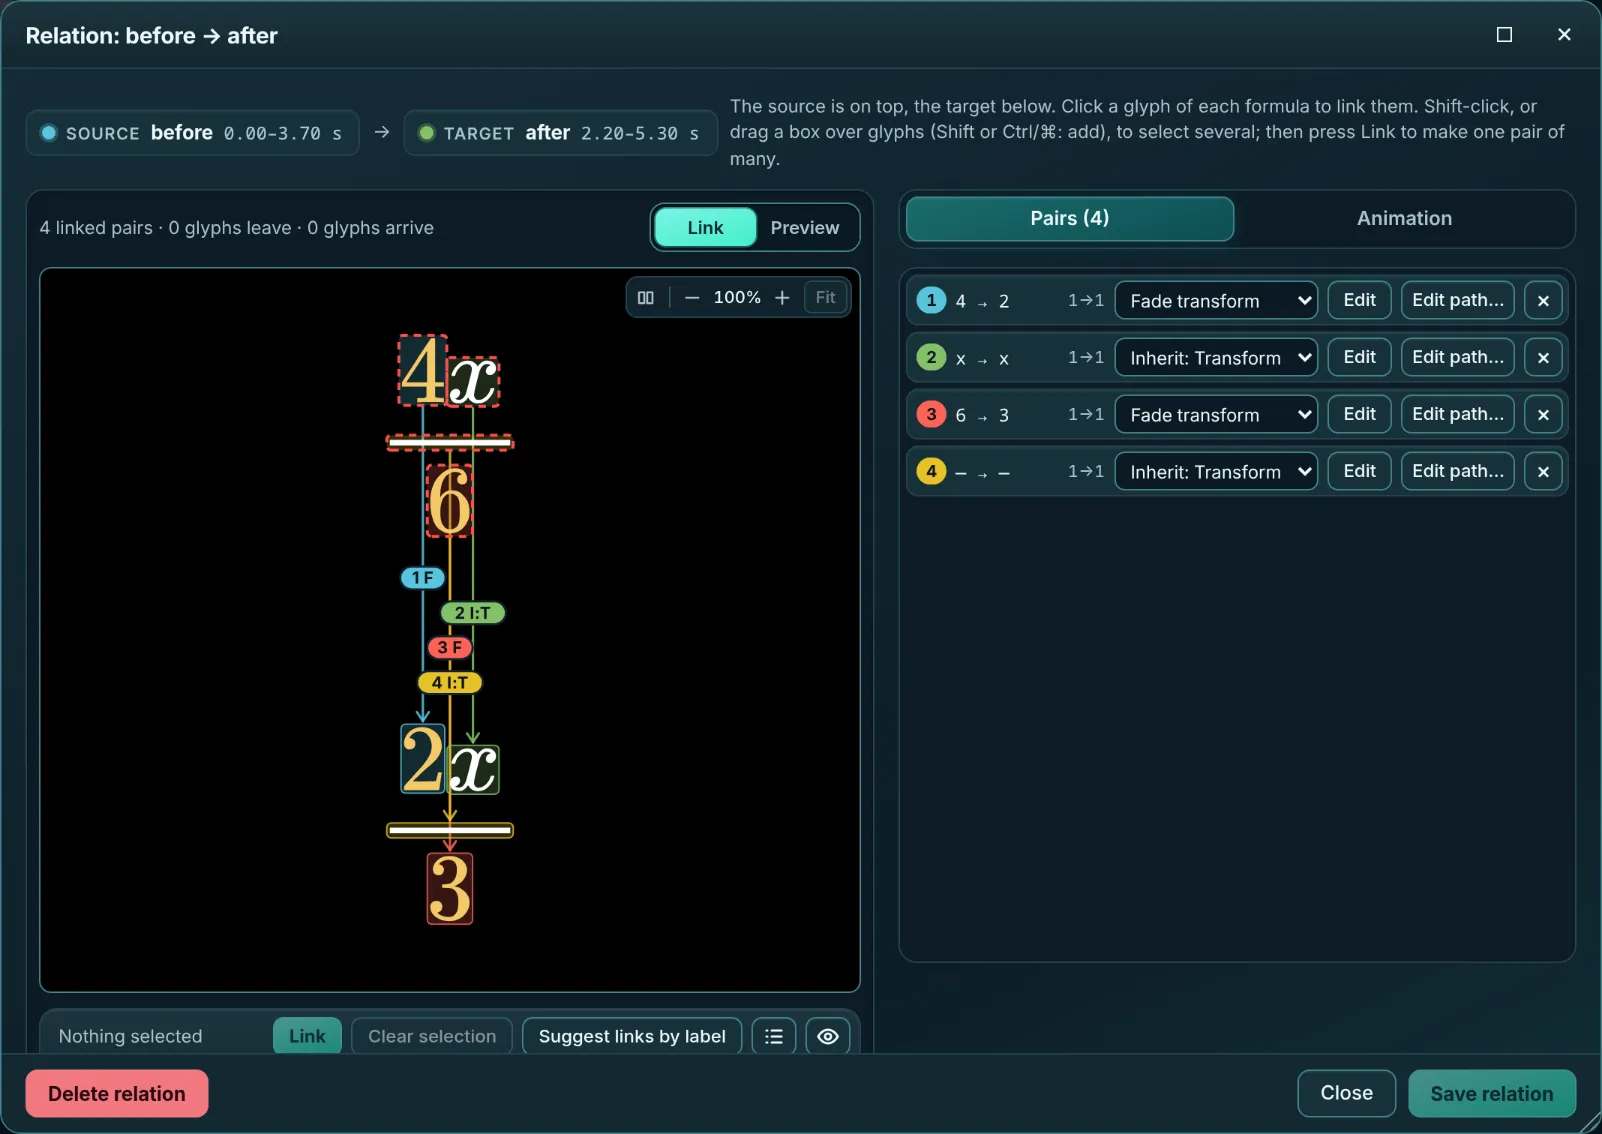 Relation: before → after
SOURCE before 0.00–3.70 s → TARGET after 2.20–5.30 s
The source is on top, the target below. Click a glyph of each formula to link them. Shift-click, or
drag a box over glyphs (Shift or Ctrl/⌘: add), to select several; then press Link to make one pair of
many.
4 linked pairs · 0 glyphs leave · 0 glyphs arrive
Link Preview
100% Fit
4x
6
1 F
2 I:T
3 F
4 I:T
2x
3
Nothing selected Link Clear selection Suggest links by label
Pairs (4) Animation
1 4 → 2 1→1 Fade transform Edit Edit path... ×
2 x → x 1→1 Inherit: Transform Edit Edit path... ×
3 6 → 3 1→1 Fade transform Edit Edit path... ×
4 — → — 1→1 Inherit: Transform Edit Edit path... ×
Delete relation Close Save relation